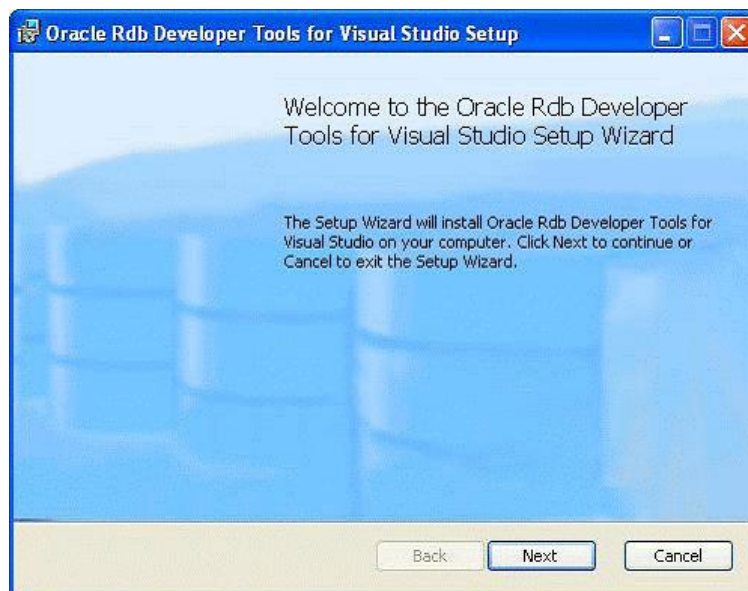 Oracle Rdb Developer Tools for Visual Studio Setup
Welcome to the Oracle Rdb Developer
Tools for Visual Studio Setup Wizard
The Setup Wizard will install Oracle Rdb Developer Tools for
Visual Studio on your computer. Click Next to continue or
Cancel to exit the Setup Wizard.
Back
Next
Cancel